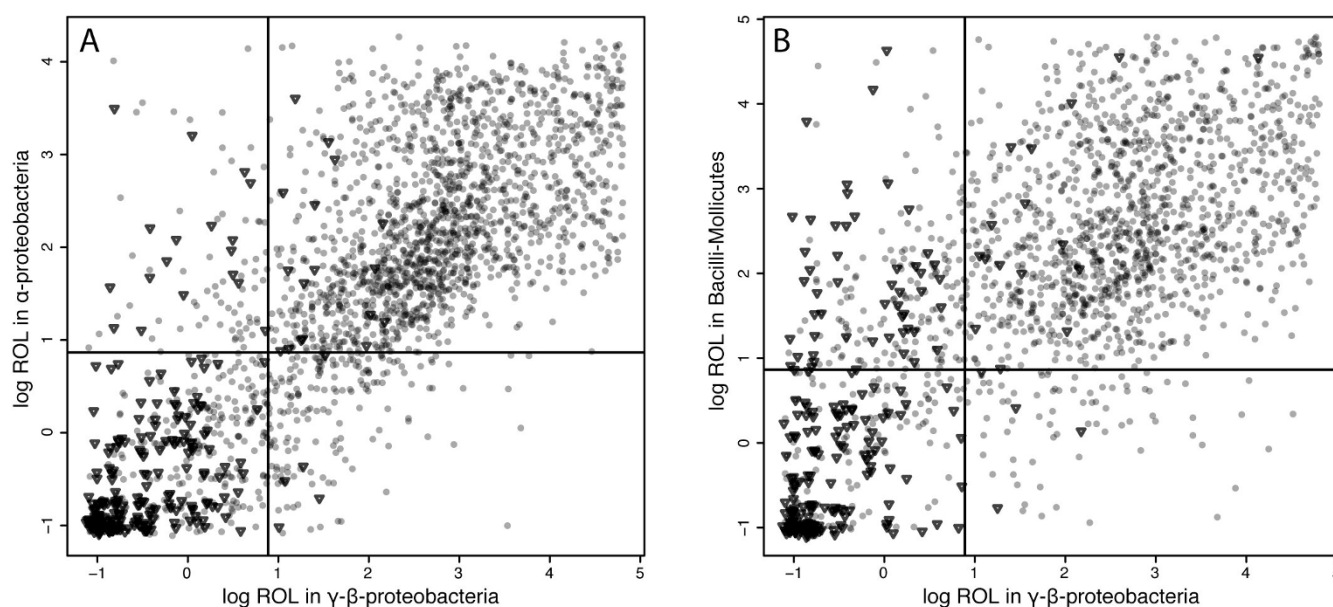 A
log ROL in α-proteobacteria
4
3
2
1
0
−1
−1 0 1 2 3 4 5
log ROL in γ-β-proteobacteria
B
log ROL in Bacilli-Mollicutes
5
4
3
2
1
0
−1
−1 0 1 2 3 4
log ROL in γ-β-proteobacteria